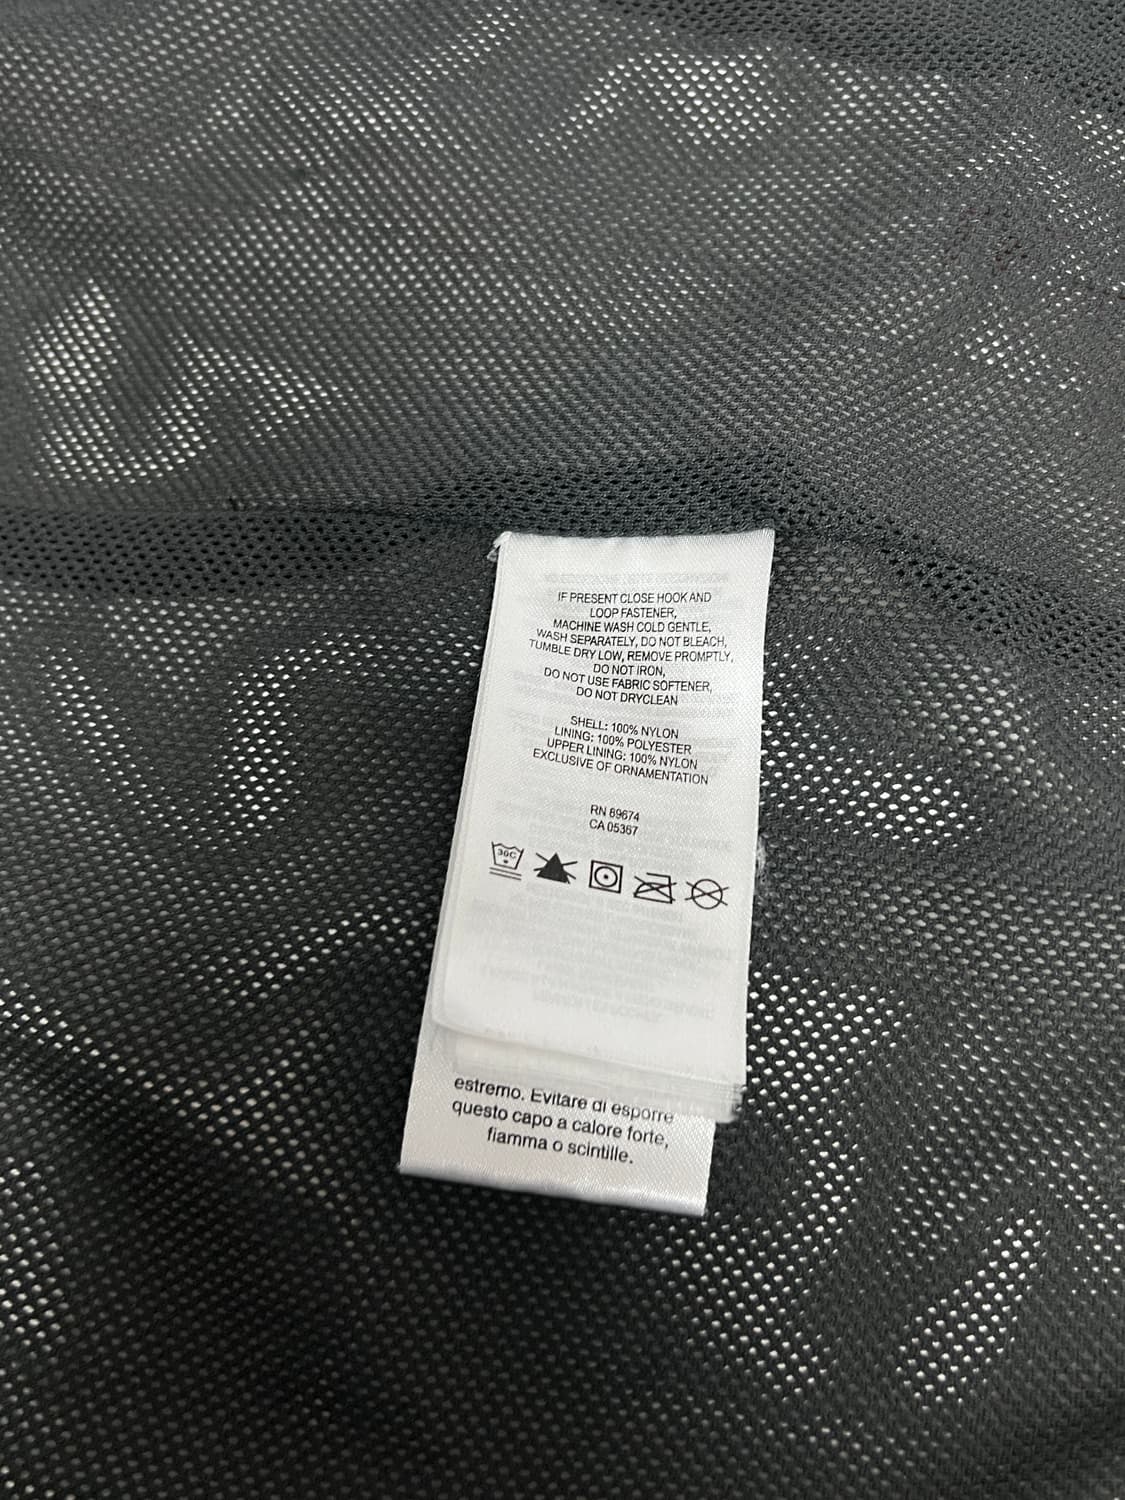 IF PRESENT CLOSE HOOK AND
LOOP FASTENER,
MACHINE WASH COLD GENTLE,
WASH SEPARATELY, DO NOT BLEACH,
TUMBLE DRY LOW, REMOVE PROMPTLY,
DO NOT IRON,
DO NOT USE FABRIC SOFTENER,
DO NOT DRYCLEAN
SHELL: 100% NYLON
LINING: 100% POLYESTER
UPPER LINING: 100% NYLON
EXCLUSIVE OF ORNAMENTATION
RN 89674
CA 05367
30C
estremo. Evitare di esporre
questo capo a calore forte,
fiamma o scintille.